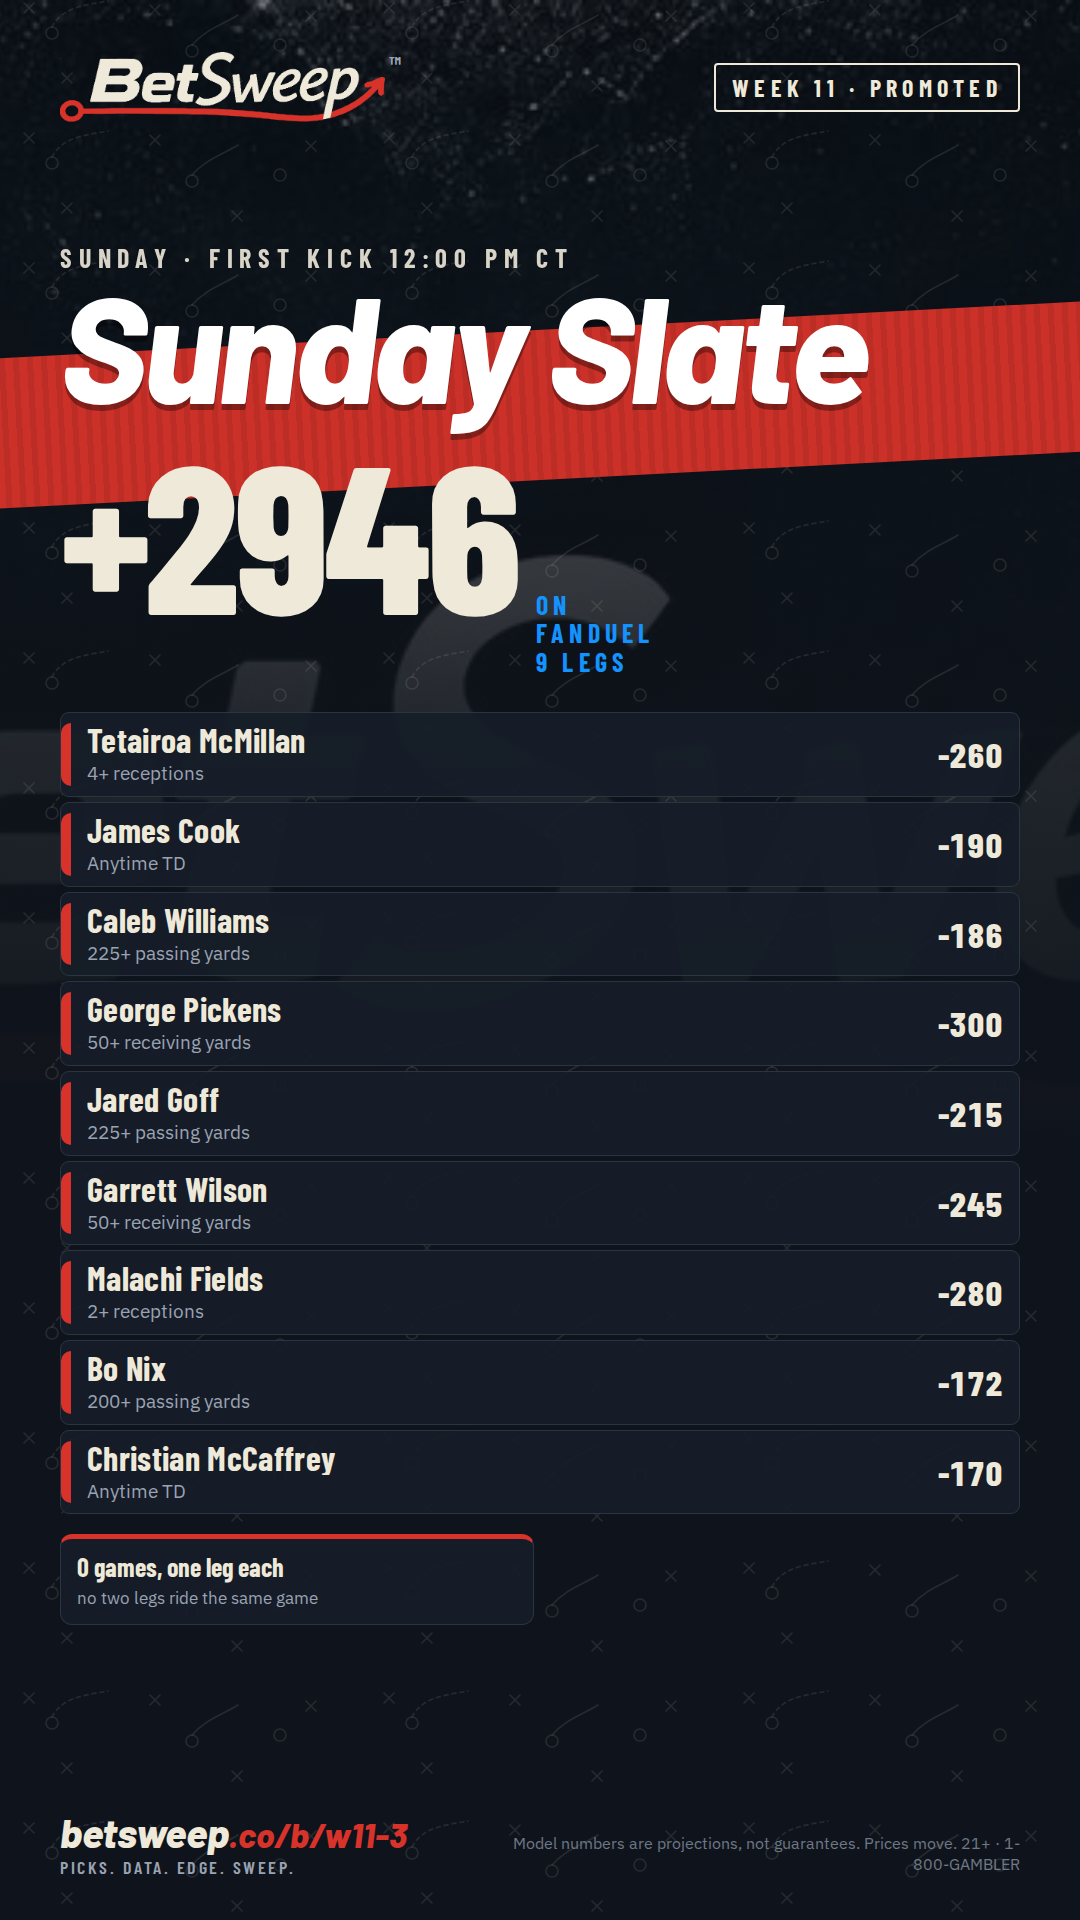 BetSweep TM
WEEK 11 · PROMOTED
SUNDAY · FIRST KICK 12:00 PM CT
Sunday Slate
+2946
ON
FANDUEL
9 LEGS
Tetairoa McMillan
4+ receptions
-260
James Cook
Anytime TD
-190
Caleb Williams
225+ passing yards
-186
George Pickens
50+ receiving yards
-300
Jared Goff
225+ passing yards
-215
Garrett Wilson
50+ receiving yards
-245
Malachi Fields
2+ receptions
-280
Bo Nix
200+ passing yards
-172
Christian McCaffrey
Anytime TD
-170
0 games, one leg each
no two legs ride the same game
betsweep.co/b/w11-3
PICKS. DATA. EDGE. SWEEP.
Model numbers are projections, not guarantees. Prices move. 21+ · 1-
800-GAMBLER